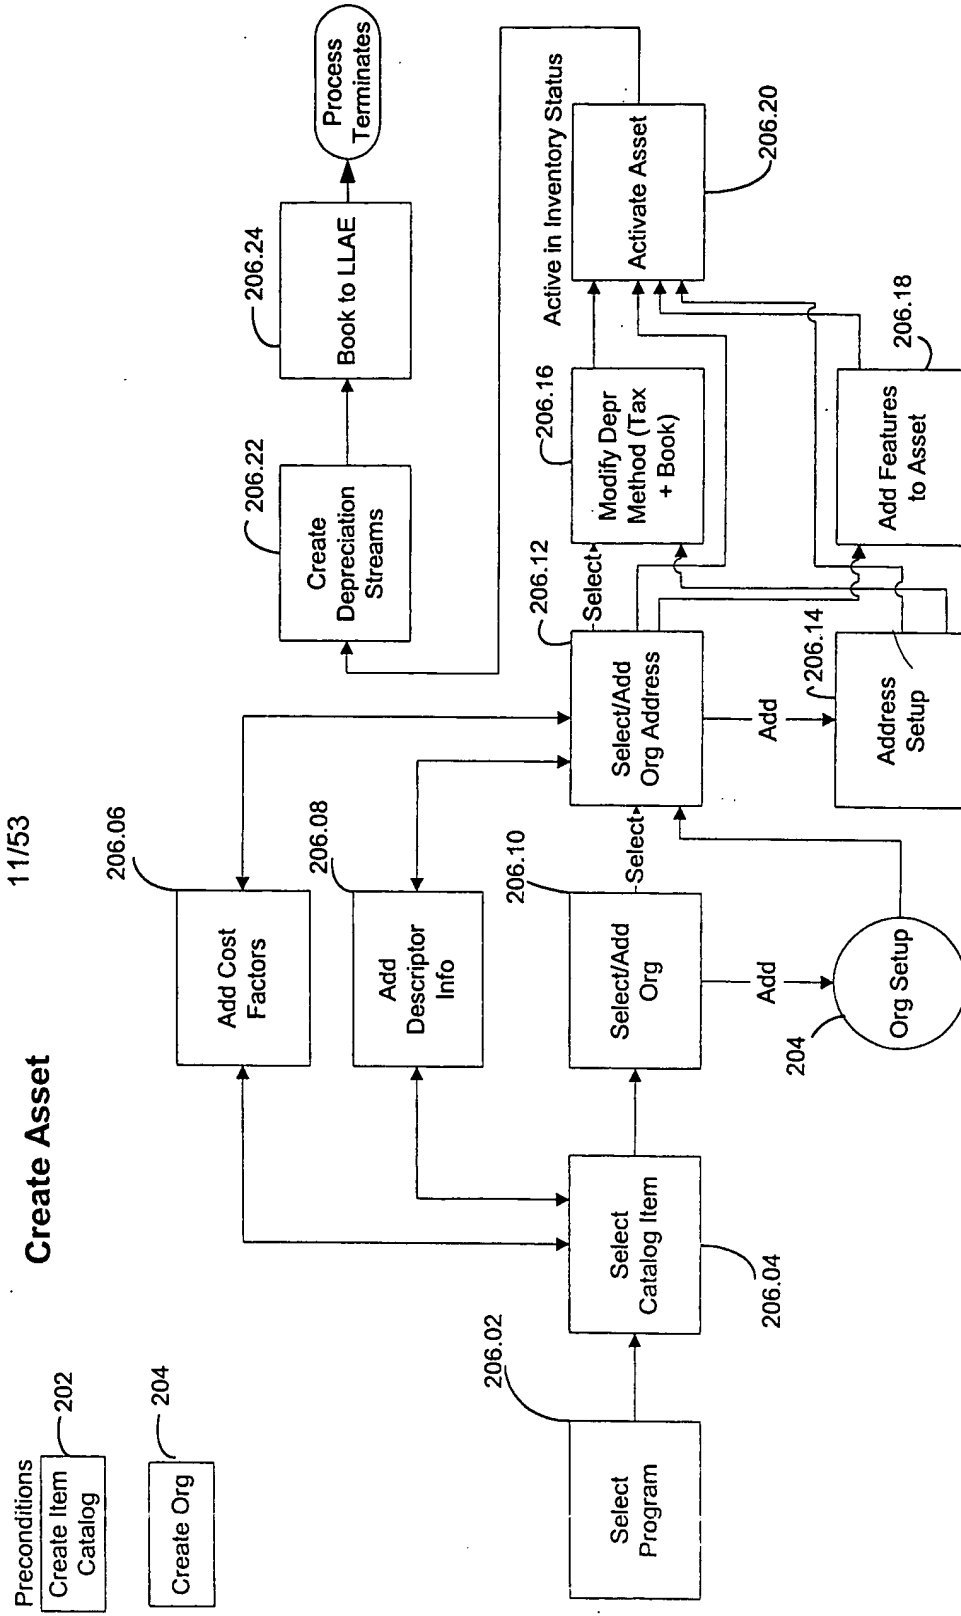 11/53
Create Asset
Preconditions
Create Item
Catalog
202
Create Org
204
Select
Program
206.02
Select
Catalog Item
206.04
Add Cost
Factors
206.06
Add
Descriptor
Info
206.08
Select/Add
Org
206.10
Select
Add
Org Setup
204
Select/Add
Org Address
206.12
Select
Add
Address
Setup
206.14
Modify Depr
Method (Tax
+ Book)
206.16
Add Features
to Asset
206.18
Active in Inventory Status
Activate Asset
206.20
Create
Depreciation
Streams
206.22
Book to LLAE
206.24
Process
Terminates